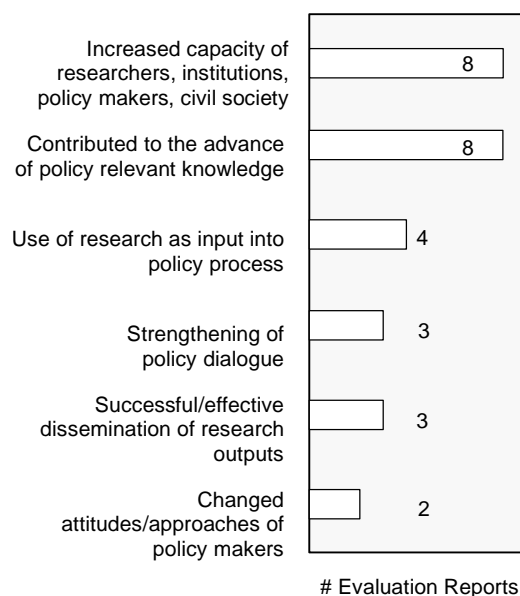 Increased capacity of
researchers, institutions,
policy makers, civil society
8
Contributed to the advance
of policy relevant knowledge
8
Use of research as input into
policy process
4
Strengthening of
policy dialogue
3
Successful/effective
dissemination of research
outputs
3
Changed
attitudes/approaches of
policy makers
2
# Evaluation Reports